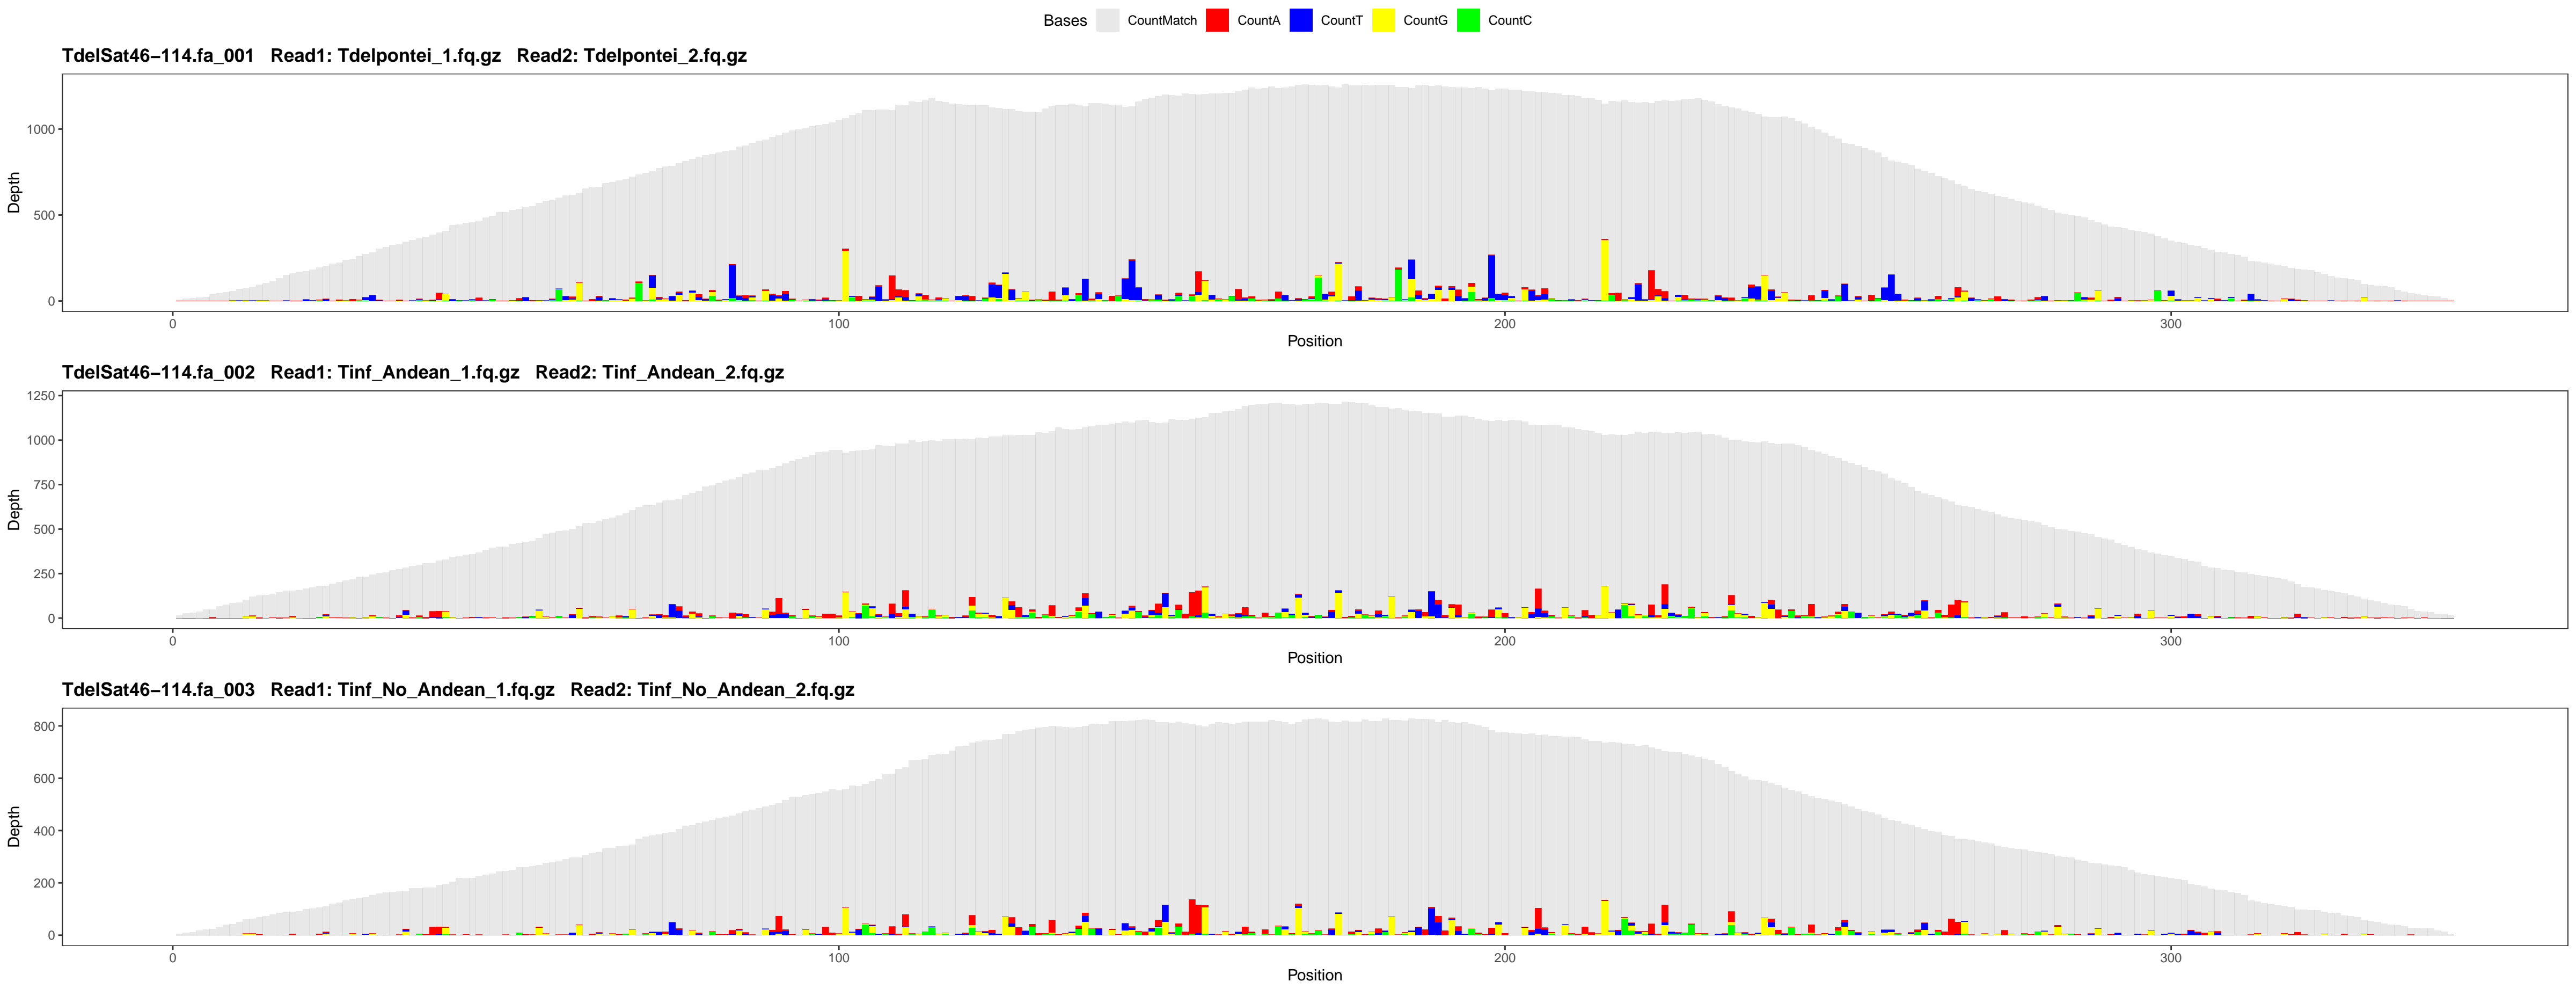 Bases CountMatch CountA CountT CountG CountC
TdelSat46−114.fa_001 Read1: Tdelpontei_1.fq.gz Read2: Tdelpontei_2.fq.gz
1000
500
0
Depth
0 100 200 300
Position
TdelSat46−114.fa_002 Read1: Tinf_Andean_1.fq.gz Read2: Tinf_Andean_2.fq.gz
1250
1000
750
500
250
0
Depth
0 100 200 300
Position
TdelSat46−114.fa_003 Read1: Tinf_No_Andean_1.fq.gz Read2: Tinf_No_Andean_2.fq.gz
800
600
400
200
0
Depth
0 100 200 300
Position